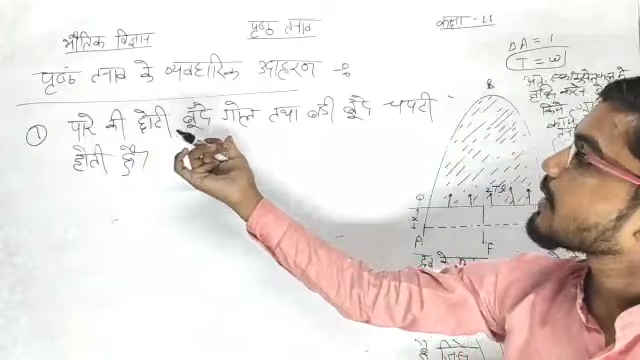 भौतिक विज्ञान
पृष्ठ तनाव
कक्षा - 11
पृष्ठ तनाव के व्यवहारिक उदाहरण :-
① पारे की छोटी बूँदे गोल तथा बडी बूँदे चपटी
होती है।
ΔA = 1
T = W
B
O
A
F